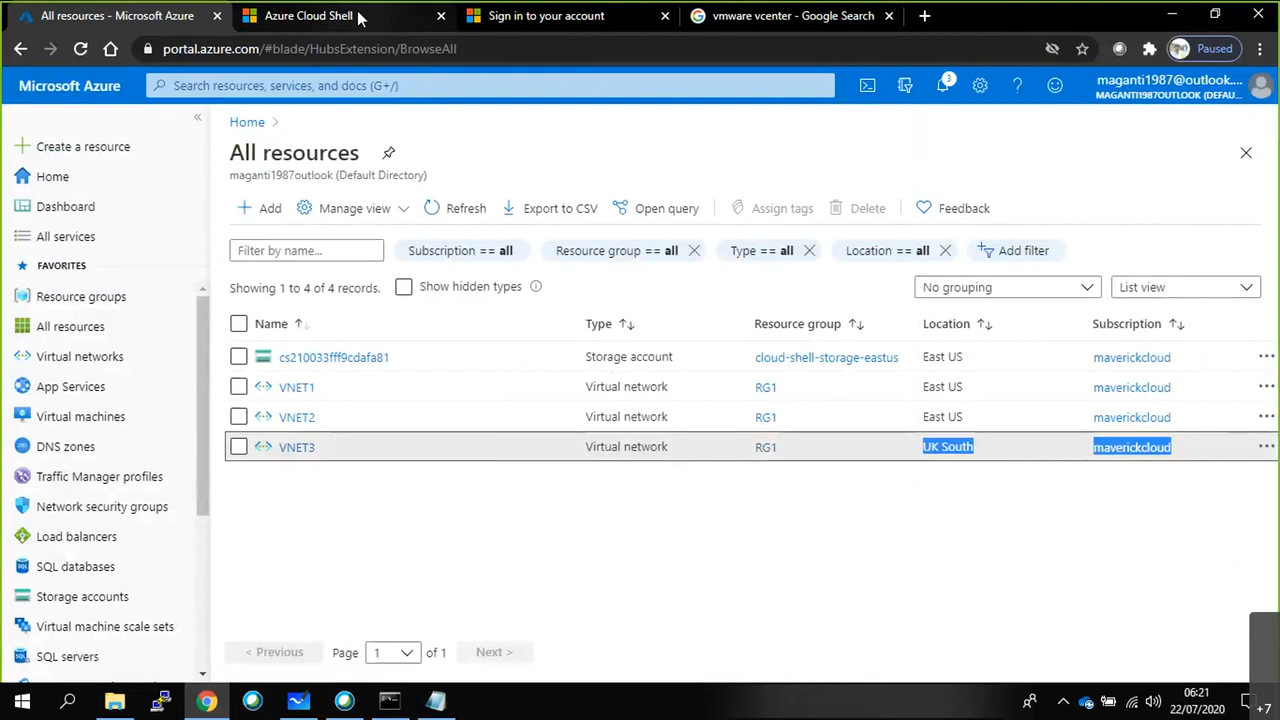 All resources - Microsoft Azure
Azure Cloud Shell
Sign in to your account
vmware vcenter - Google Search
portal.azure.com/#blade/HubsExtension/BrowseAll
Paused
Microsoft Azure
Search resources, services, and docs (G+/)
3
maganti1987@outlook....
MAGANTI1987OUTLOOK (DEFAU...
Create a resource
Home
Dashboard
All services
FAVORITES
Resource groups
All resources
Virtual networks
App Services
Virtual machines
DNS zones
Traffic Manager profiles
Network security groups
Load balancers
SQL databases
Storage accounts
Virtual machine scale sets
SQL servers
Home >
All resources
maganti1987outlook (Default Directory)
Add
Manage view
Refresh
Export to CSV
Open query
Assign tags
Delete
Feedback
Filter by name...
Subscription == all
Resource group == all
Type == all
Location == all
Add filter
Showing 1 to 4 of 4 records.
Show hidden types
No grouping
List view
Name Type Resource group Location Subscription
cs210033fff9cdafa81 Storage account cloud-shell-storage-eastus East US maverickcloud
VNET1 Virtual network RG1 East US maverickcloud
VNET2 Virtual network RG1 East US maverickcloud
VNET3 Virtual network RG1 UK South maverickcloud
< Previous
Page 1 of 1
Next >
06:21
22/07/2020
+7